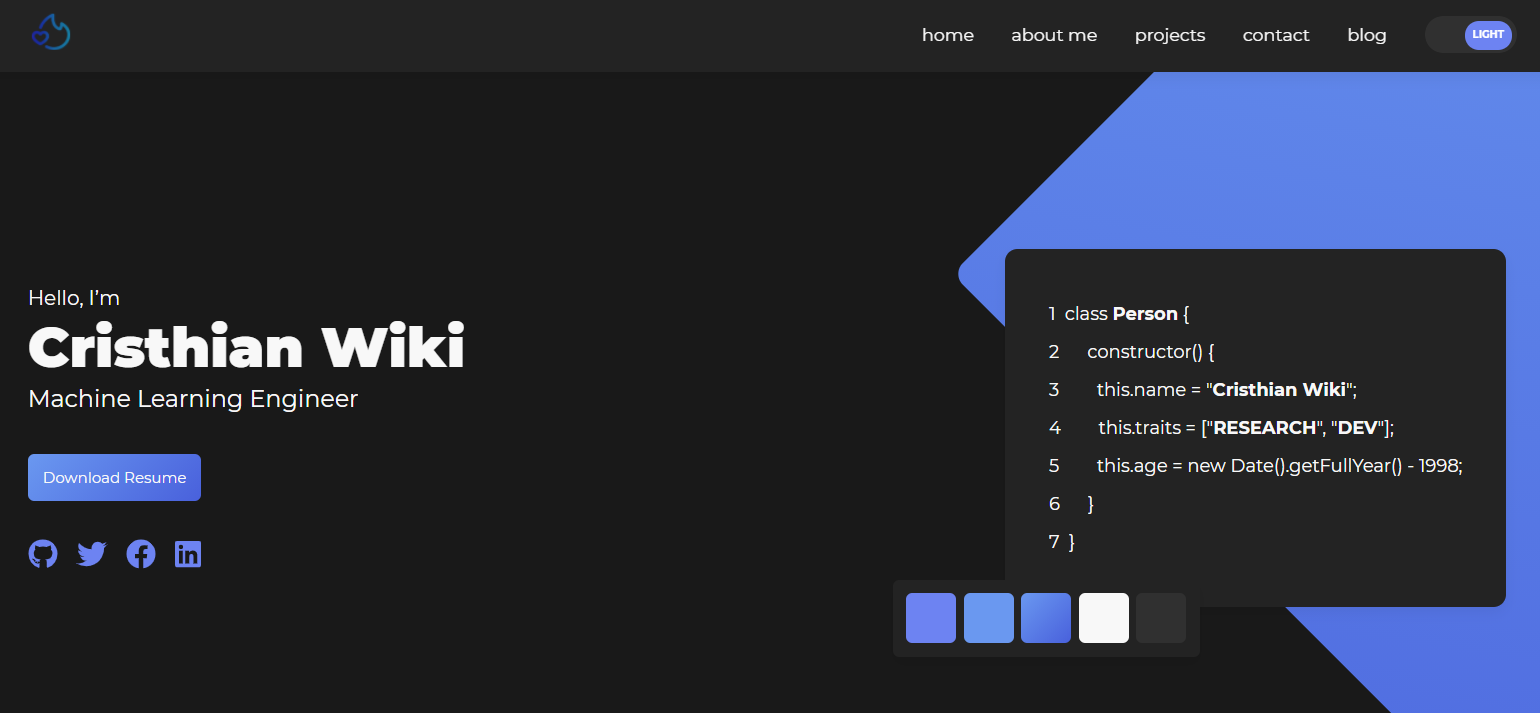 home about me projects contact blog LIGHT
Hello, I’m
Cristhian Wiki
Machine Learning Engineer
Download Resume
1 class Person {
2 constructor() {
3 this.name = "Cristhian Wiki";
4 this.traits = ["RESEARCH", "DEV"];
5 this.age = new Date().getFullYear() - 1998;
6 }
7 }